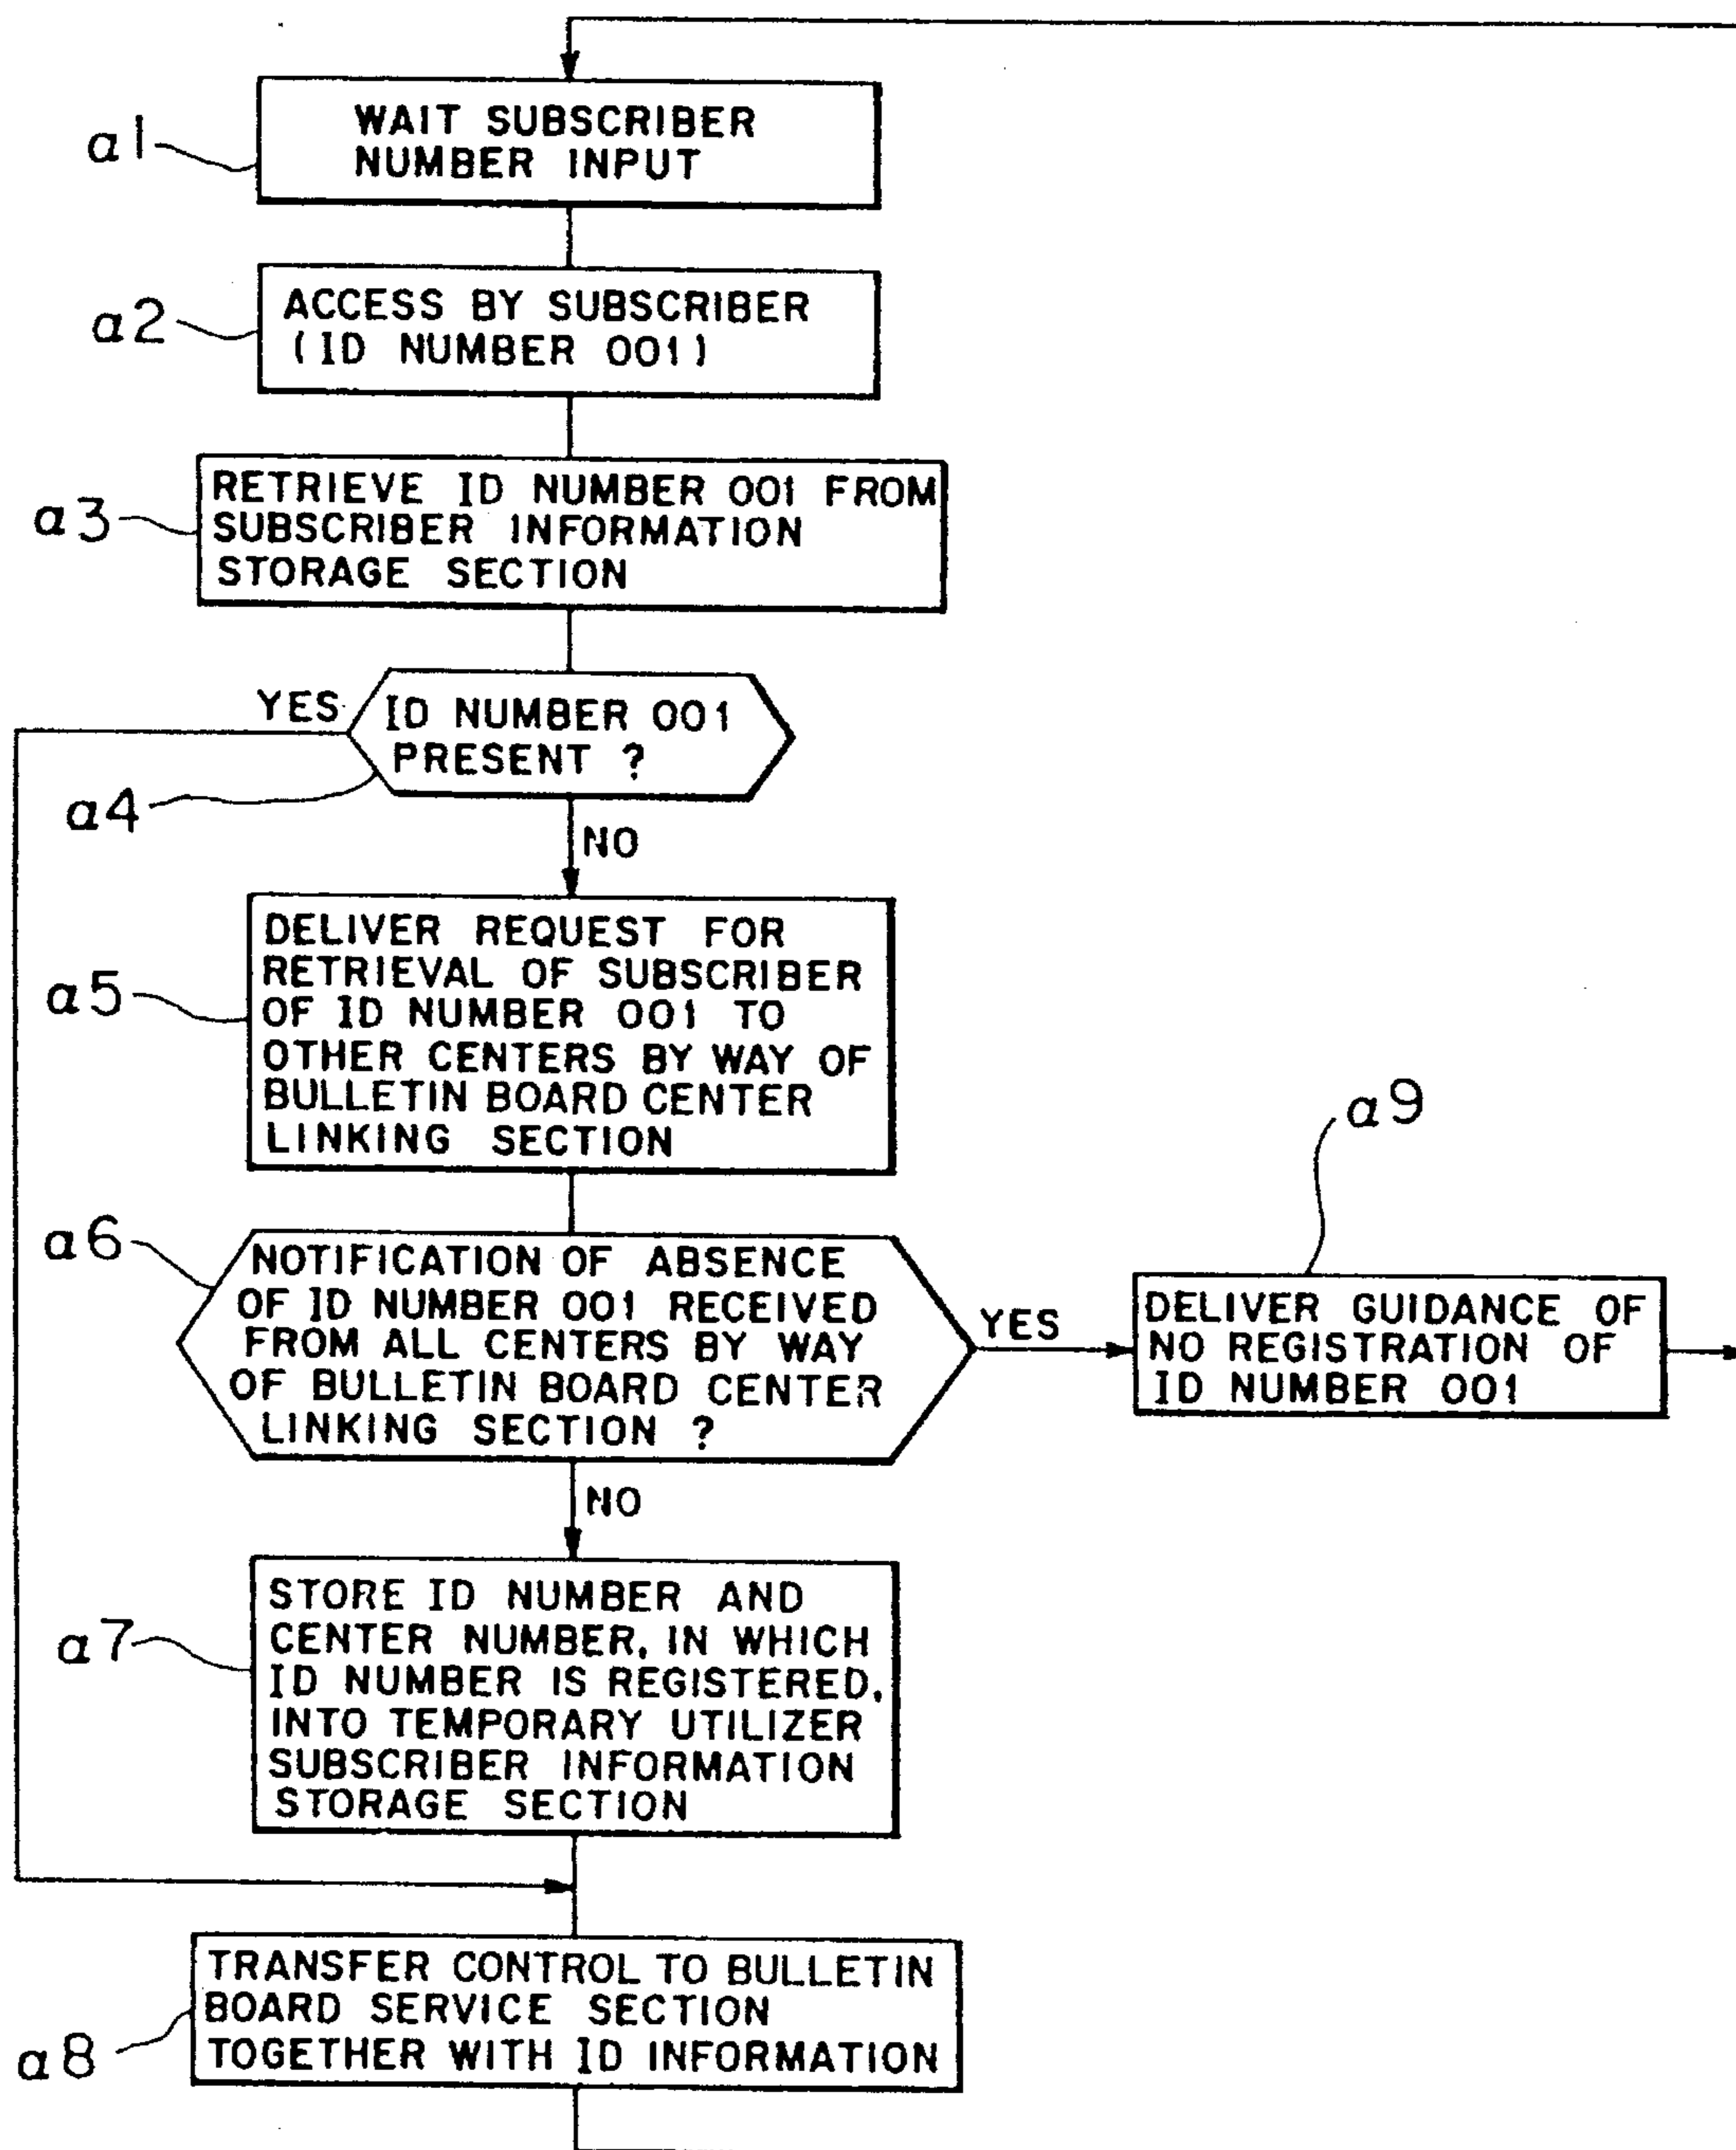 a1
WAIT SUBSCRIBER
NUMBER INPUT
a2
ACCESS BY SUBSCRIBER
(ID NUMBER 001)
a3
RETRIEVE ID NUMBER 001 FROM
SUBSCRIBER INFORMATION
STORAGE SECTION
YES
ID NUMBER 001
PRESENT ?
a4
NO
a5
DELIVER REQUEST FOR
RETRIEVAL OF SUBSCRIBER
OF ID NUMBER 001 TO
OTHER CENTERS BY WAY OF
BULLETIN BOARD CENTER
LINKING SECTION
a6
NOTIFICATION OF ABSENCE
OF ID NUMBER 001 RECEIVED
FROM ALL CENTERS BY WAY
OF BULLETIN BOARD CENTER
LINKING SECTION ?
YES
a9
DELIVER GUIDANCE OF
NO REGISTRATION OF
ID NUMBER 001
NO
a7
STORE ID NUMBER AND
CENTER NUMBER, IN WHICH
ID NUMBER IS REGISTERED,
INTO TEMPORARY UTILIZER
SUBSCRIBER INFORMATION
STORAGE SECTION
a8
TRANSFER CONTROL TO BULLETIN
BOARD SERVICE SECTION
TOGETHER WITH ID INFORMATION